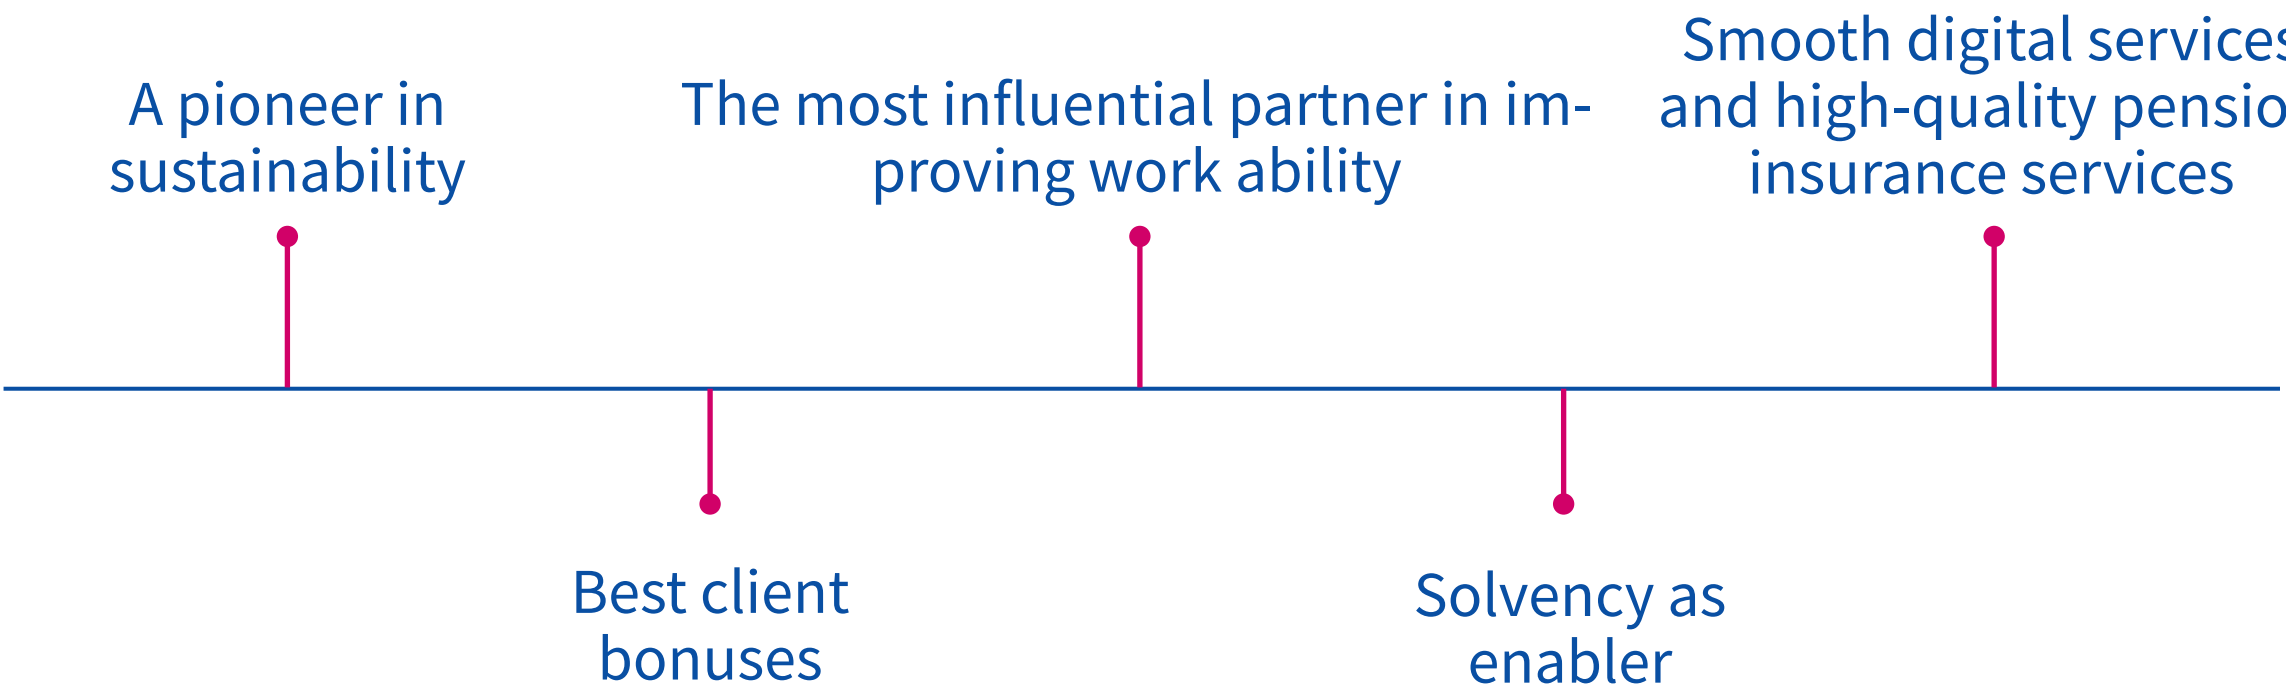 A pioneer in
sustainability
The most influential partner in im-
proving work ability
Smooth digital services
and high-quality pensio
insurance services
Best client
bonuses
Solvency as
enabler